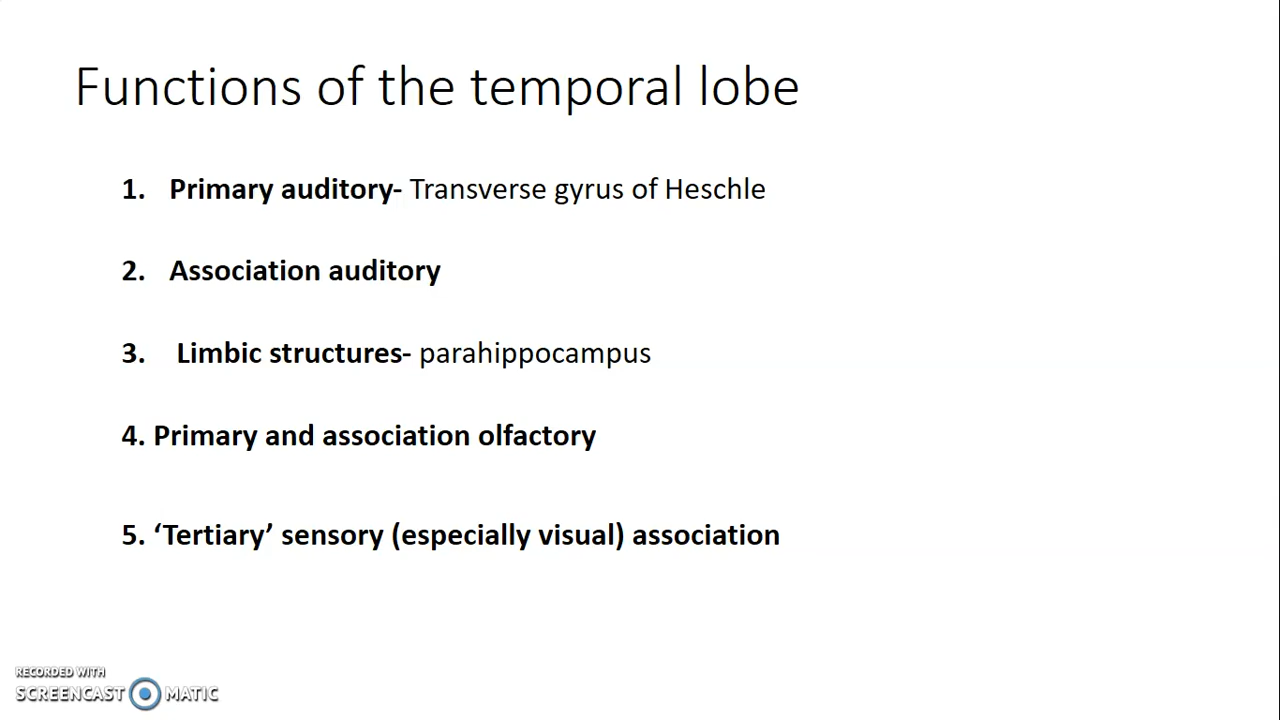 Functions of the temporal lobe
1. Primary auditory- Transverse gyrus of Heschle
2. Association auditory
3. Limbic structures- parahippocampus
4. Primary and association olfactory
5. ‘Tertiary’ sensory (especially visual) association
RECORDED WITH
SCREENCAST MATIC